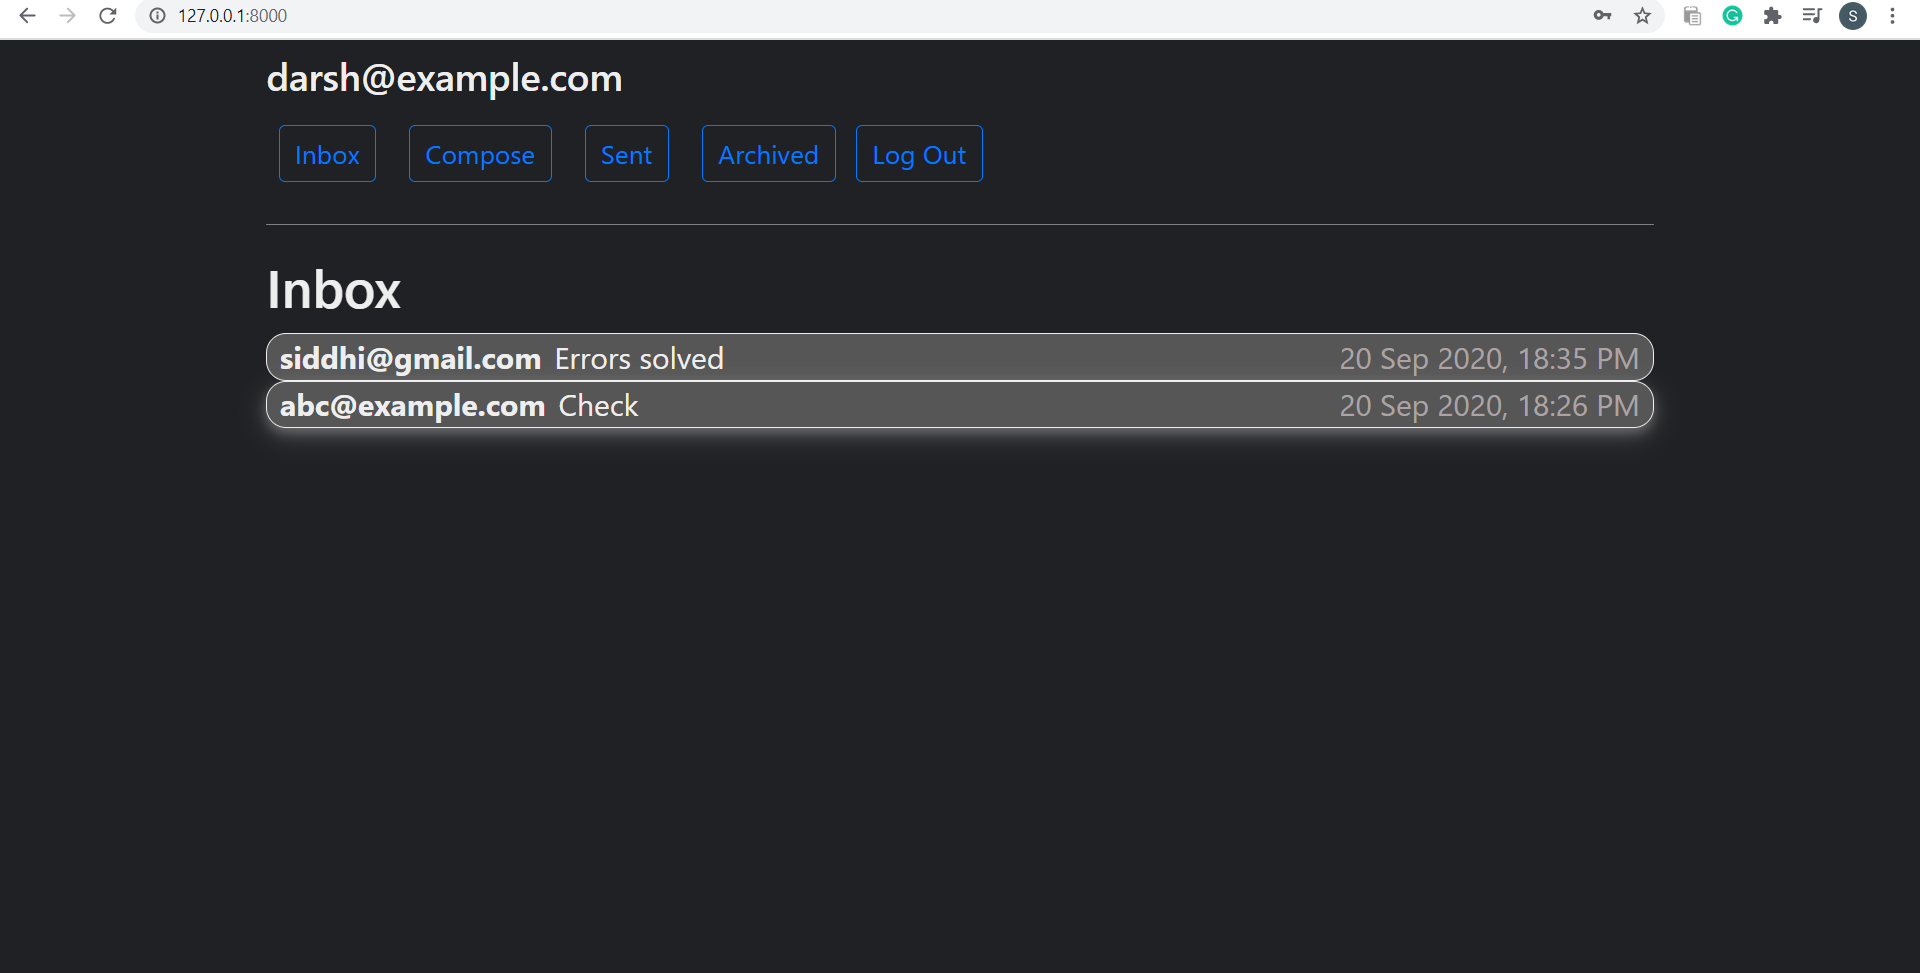 127.0.0.1:8000
S
darsh@example.com
Inbox Compose Sent Archived Log Out
Inbox
siddhi@gmail.com Errors solved 20 Sep 2020, 18:35 PM
abc@example.com Check 20 Sep 2020, 18:26 PM